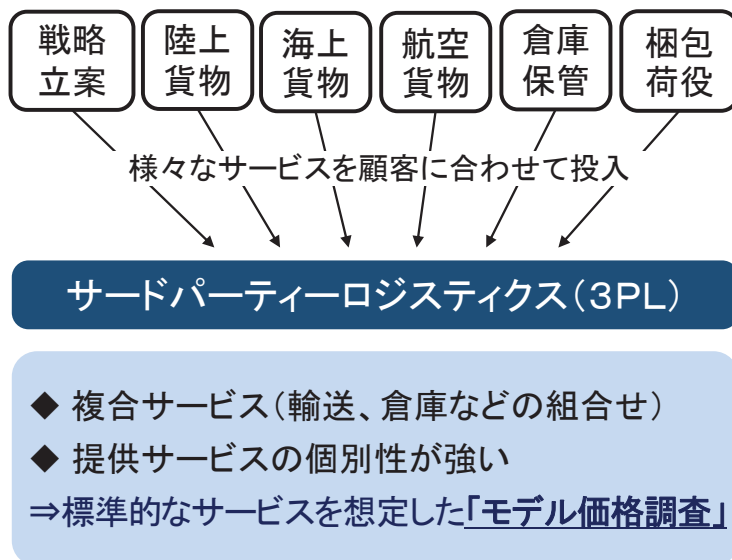 戦略
立案
陸上
貨物
海上
貨物
航空
貨物
倉庫
保管
梱包
荷役
様々なサービスを顧客に合わせて投入
サードパーティーロジスティクス(3PL)
◆ 複合サービス(輸送、倉庫などの組合せ)
◆ 提供サービスの個別性が強い
⇒標準的なサービスを想定した「モデル価格調査」